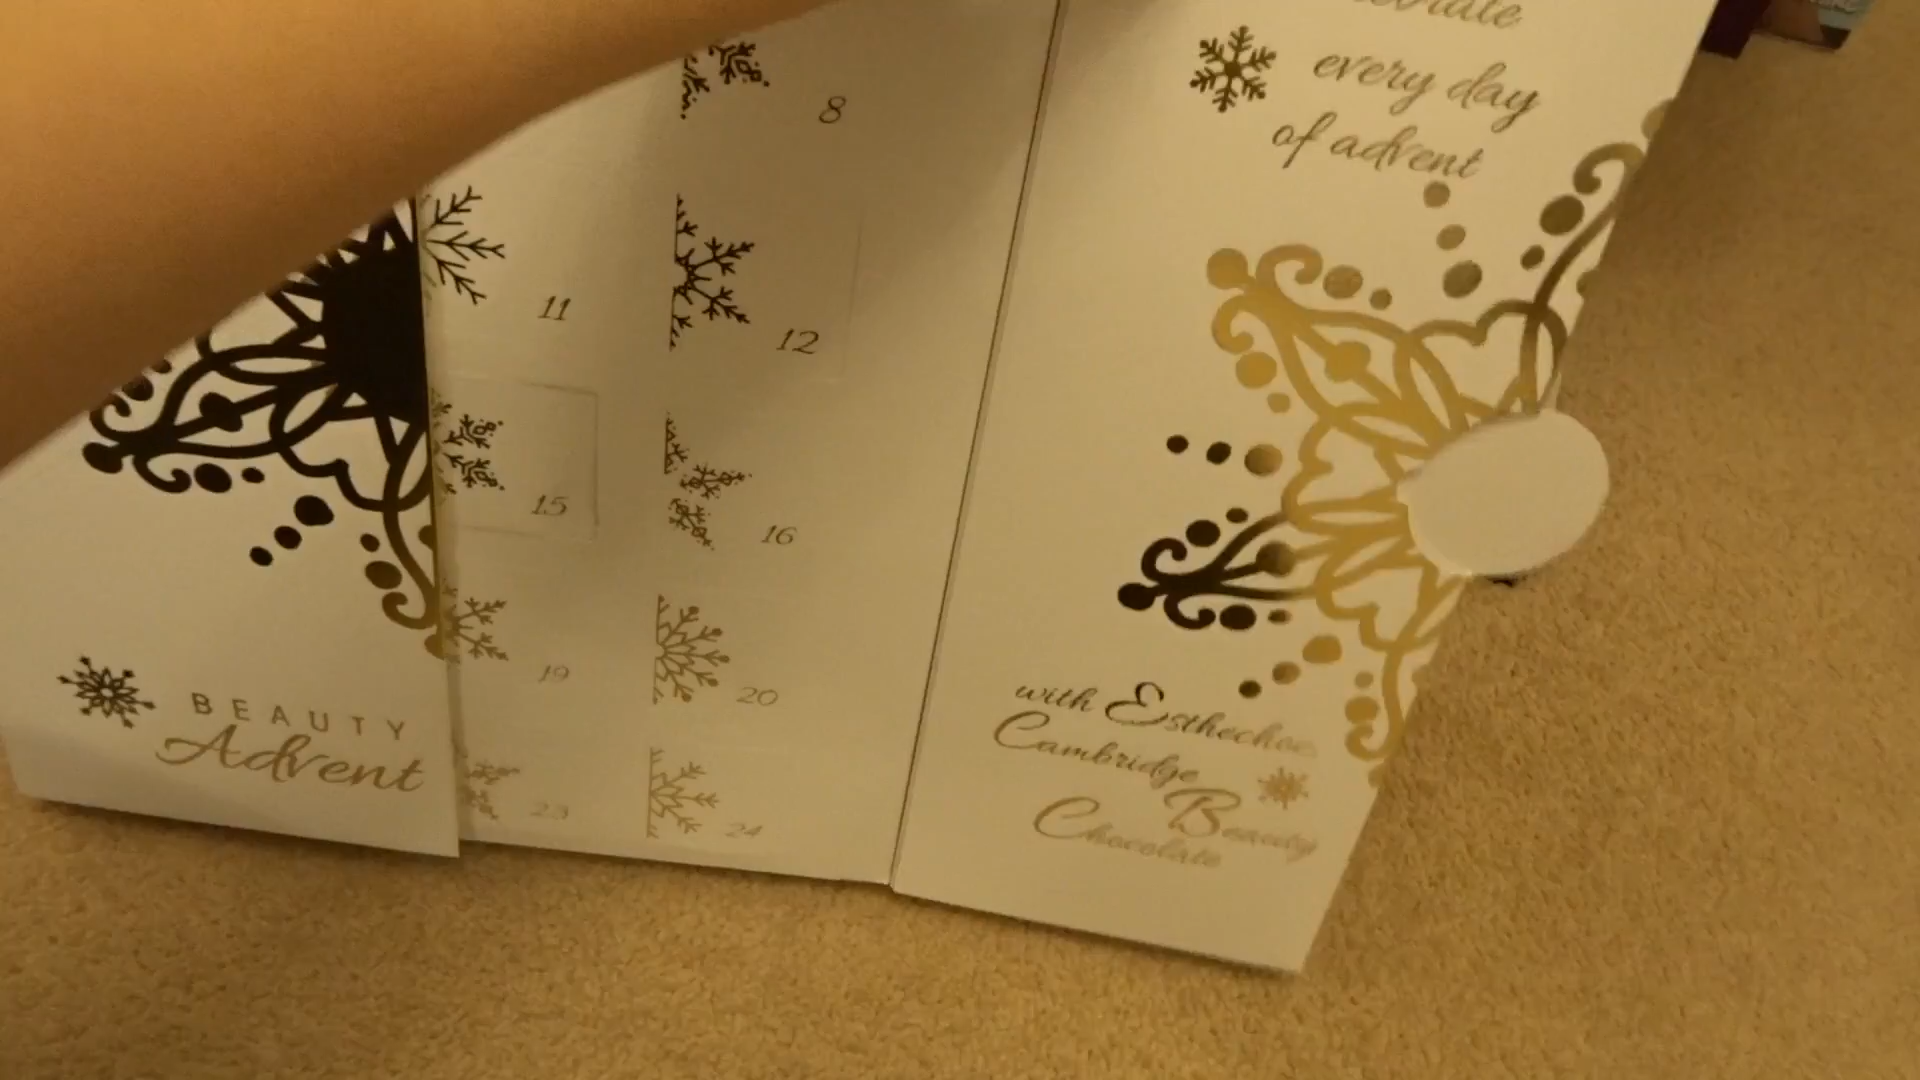 8
11
12
15
16
19
20
23
24
BEAUTY
Advent
every day
of advent
with Esthechoc
Cambridge
Beauty
Chocolate